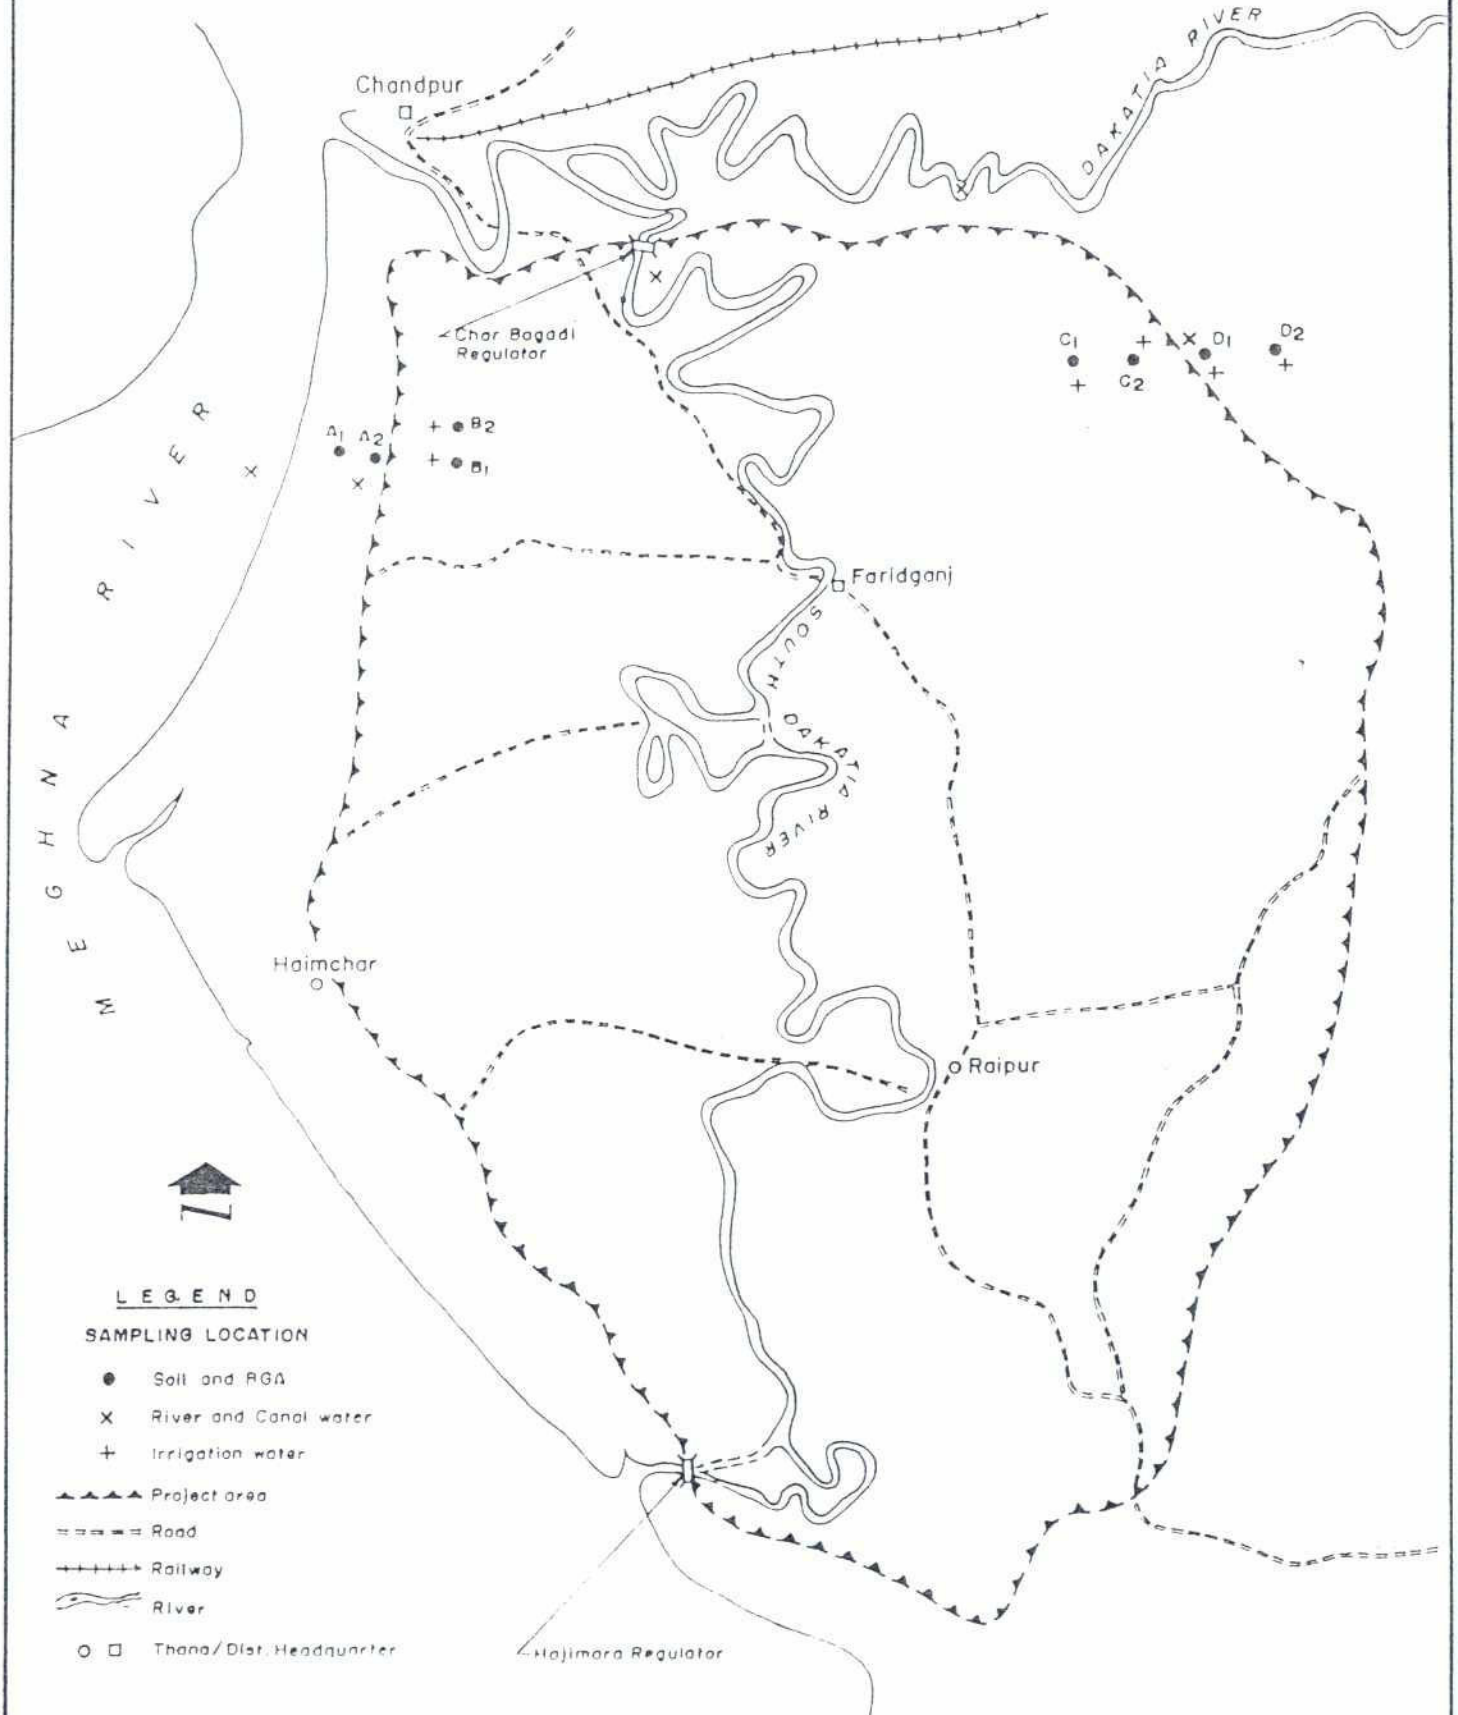 DAKATIA RIVER
Chandpur
Char Bagadi
Regulator
C1
C2
D1
D2
A1 A2
B2
B1
MEGHNA RIVER
Faridganj
SOUTH DAKATIA RIVER
Haimchar
Raipur
N
LEGEND
SAMPLING LOCATION
Soil and RGA
River and Canal water
Irrigation water
Project area
Road
Railway
River
Thana/Dist. Headquarter
Hajimara Regulator